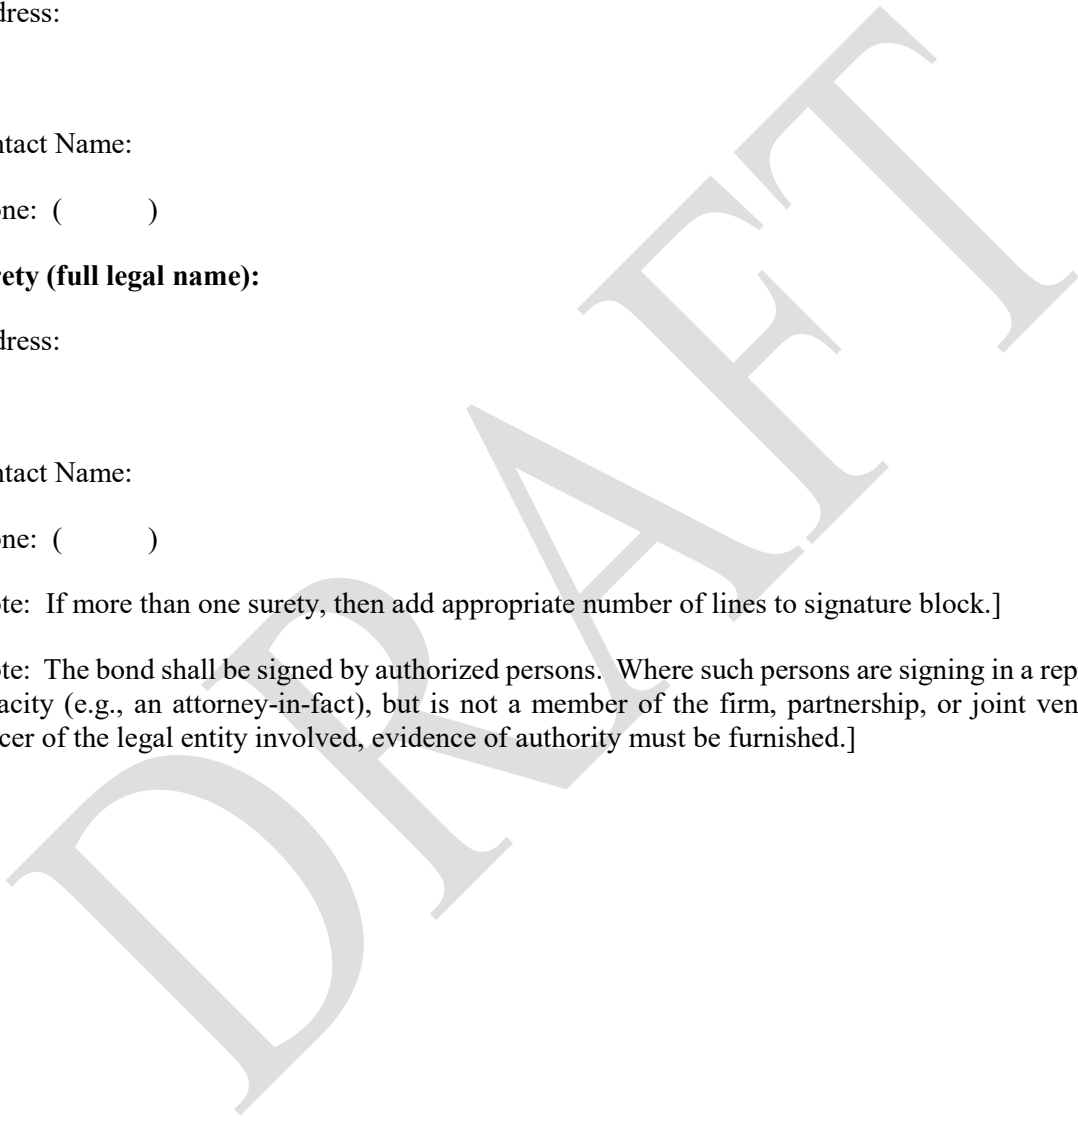 dress:
ntact Name:
one: ( )
rety (full legal name):
dress:
ntact Name:
one: ( )
te: If more than one surety, then add appropriate number of lines to signature block.]
te: The bond shall be signed by authorized persons. Where such persons are signing in a rep
acity (e.g., an attorney-in-fact), but is not a member of the firm, partnership, or joint ven
cer of the legal entity involved, evidence of authority must be furnished.]
DRAFT